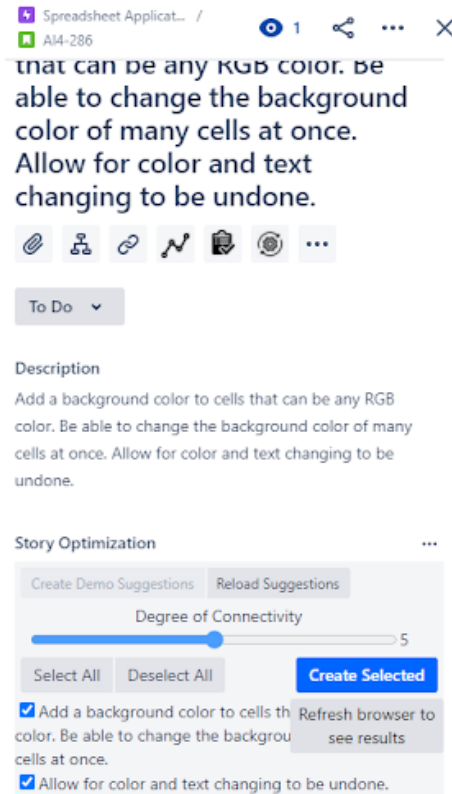 Spreadsheet Applicat... /
AI4-286
1
that can be any RGB color. Be
able to change the background
color of many cells at once.
Allow for color and text
changing to be undone.
To Do
Description
Add a background color to cells that can be any RGB
color. Be able to change the background color of many
cells at once. Allow for color and text changing to be
undone.
Story Optimization
Create Demo Suggestions Reload Suggestions
Degree of Connectivity
5
Select All Deselect All Create Selected
Add a background color to cells th
color. Be able to change the backgrou
cells at once.
Refresh browser to
see results
Allow for color and text changing to be undone.